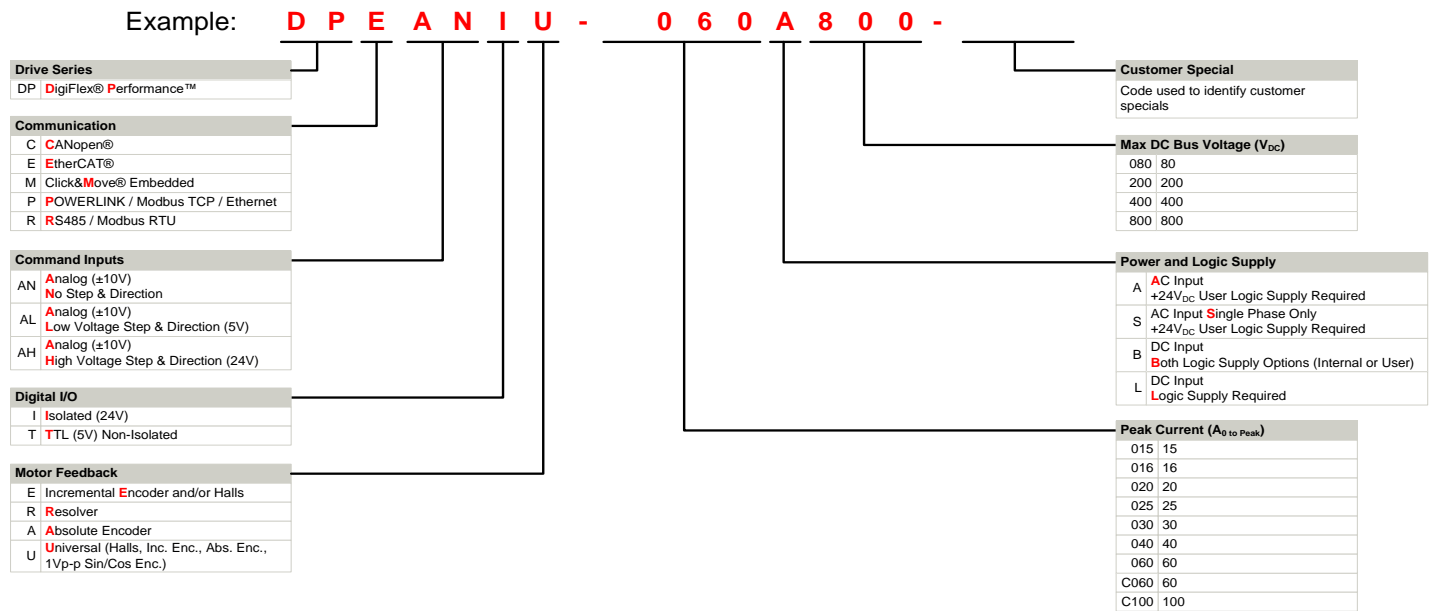 Example: D P E A N I U - 0 6 0 A 8 0 0 -
Drive Series
DP DigiFlex® Performance™
Communication
C CANopen®
E EtherCAT®
M Click&Move® Embedded
P POWERLINK / Modbus TCP / Ethernet
R RS485 / Modbus RTU
Command Inputs
AN Analog (±10V)
No Step & Direction
AL Analog (±10V)
Low Voltage Step & Direction (5V)
AH Analog (±10V)
High Voltage Step & Direction (24V)
Digital I/O
I Isolated (24V)
T TTL (5V) Non-Isolated
Motor Feedback
E Incremental Encoder and/or Halls
R Resolver
A Absolute Encoder
U Universal (Halls, Inc. Enc., Abs. Enc.,
1Vp-p Sin/Cos Enc.)
Customer Special
Code used to identify customer
specials
Max DC Bus Voltage (VDC)
080 80
200 200
400 400
800 800
Power and Logic Supply
A AC Input
+24VDC User Logic Supply Required
S AC Input Single Phase Only
+24VDC User Logic Supply Required
B DC Input
Both Logic Supply Options (Internal or User)
L DC Input
Logic Supply Required
Peak Current (A0 to Peak)
015 15
016 16
020 20
025 25
030 30
040 40
060 60
C060 60
C100 100